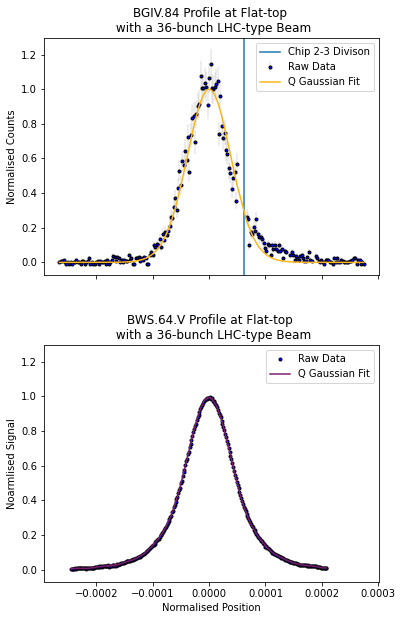 BGIV.84 Profile at Flat-top
with a 36-bunch LHC-type Beam
Normalised Counts
1.2
1.0
0.8
0.6
0.4
0.2
0.0
Chip 2-3 Divison
Raw Data
Q Gaussian Fit
BWS.64.V Profile at Flat-top
with a 36-bunch LHC-type Beam
Noarmlised Signal
1.2
1.0
0.8
0.6
0.4
0.2
0.0
Raw Data
Q Gaussian Fit
−0.0002 −0.0001 0.0000 0.0001 0.0002 0.0003
Normalised Position